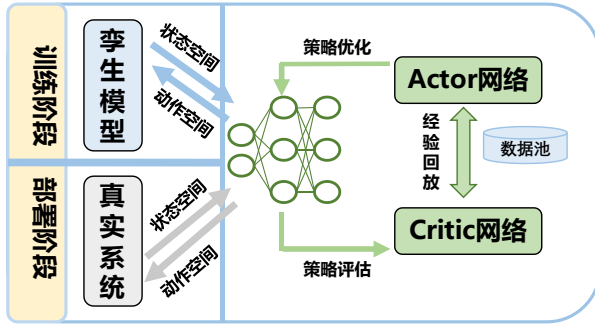 训练阶段
孪生模型
状态空间
动作空间
部署阶段
真实系统
状态空间
动作空间
策略优化
Actor网络
经验回放
数据池
Critic网络
策略评估